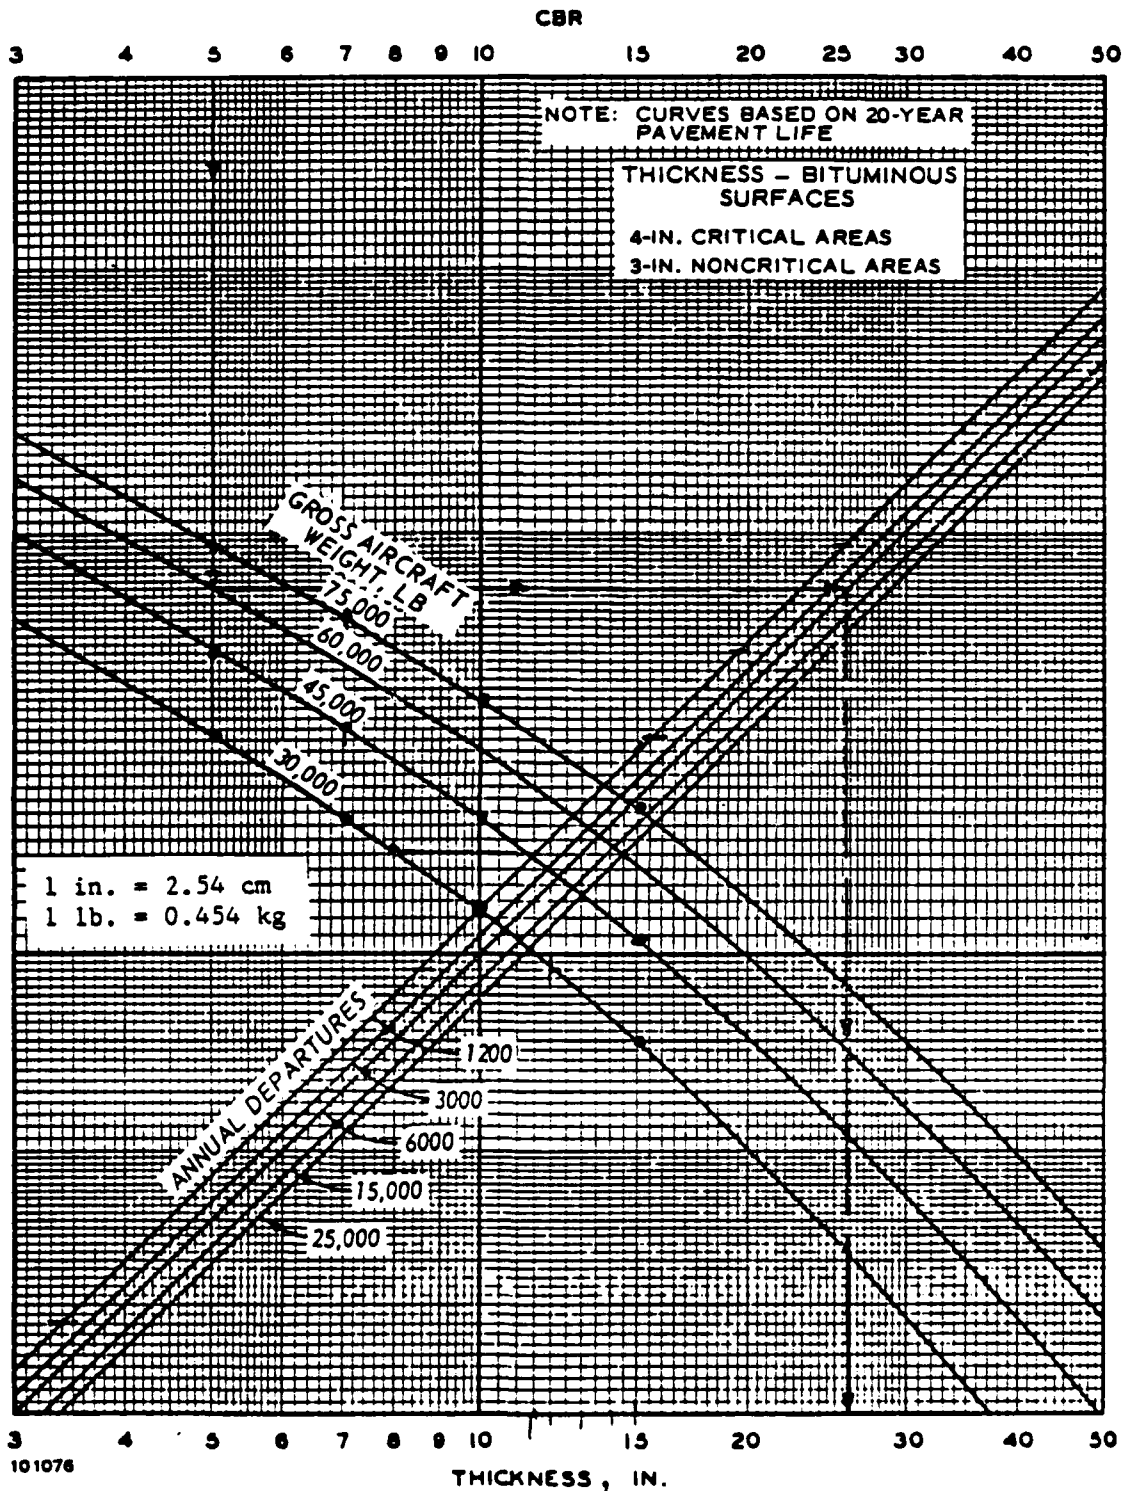 CBR
3 4 5 6 7 8 9 10 15 20 25 30 40 50
NOTE: CURVES BASED ON 20-YEAR
PAVEMENT LIFE
THICKNESS – BITUMINOUS
SURFACES
4-IN. CRITICAL AREAS
3-IN. NONCRITICAL AREAS
GROSS AIRCRAFT
WEIGHT, LB
75,000
60,000
45,000
30,000
1 in. = 2.54 cm
1 lb. = 0.454 kg
ANNUAL DEPARTURES
1200
3000
6000
15,000
25,000
3 4 5 6 7 8 9 10 15 20 30 40 50
101076
THICKNESS, IN.